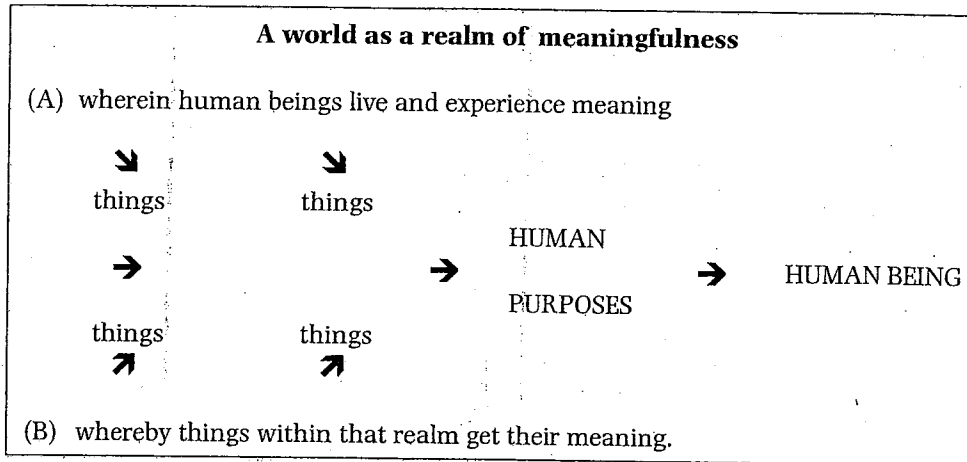 A world as a realm of meaningfulness
(A) wherein human beings live and experience meaning
things things
HUMAN
HUMAN BEING
PURPOSES
things things
(B) whereby things within that realm get their meaning.